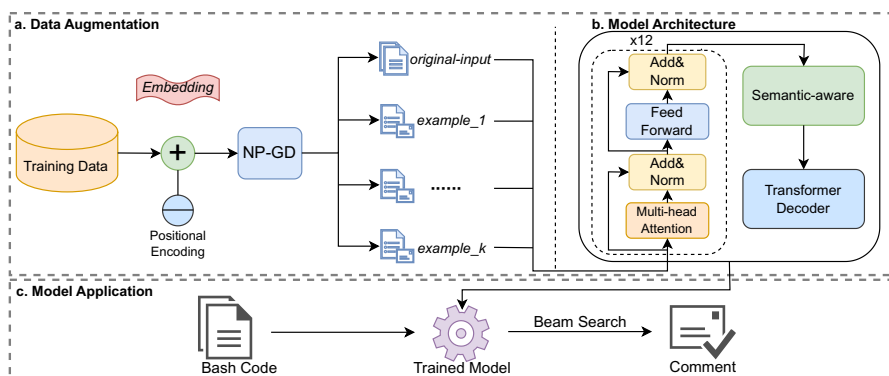 a. Data Augmentation
Embedding
Training Data
+
Positional
Encoding
NP-GD
original-input
example_1
......
example_k
b. Model Architecture
x12
Add&
Norm
Feed
Forward
Add&
Norm
Multi-head
Attention
Semantic-aware
Transformer
Decoder
c. Model Application
Bash Code
Trained Model
Beam Search
Comment